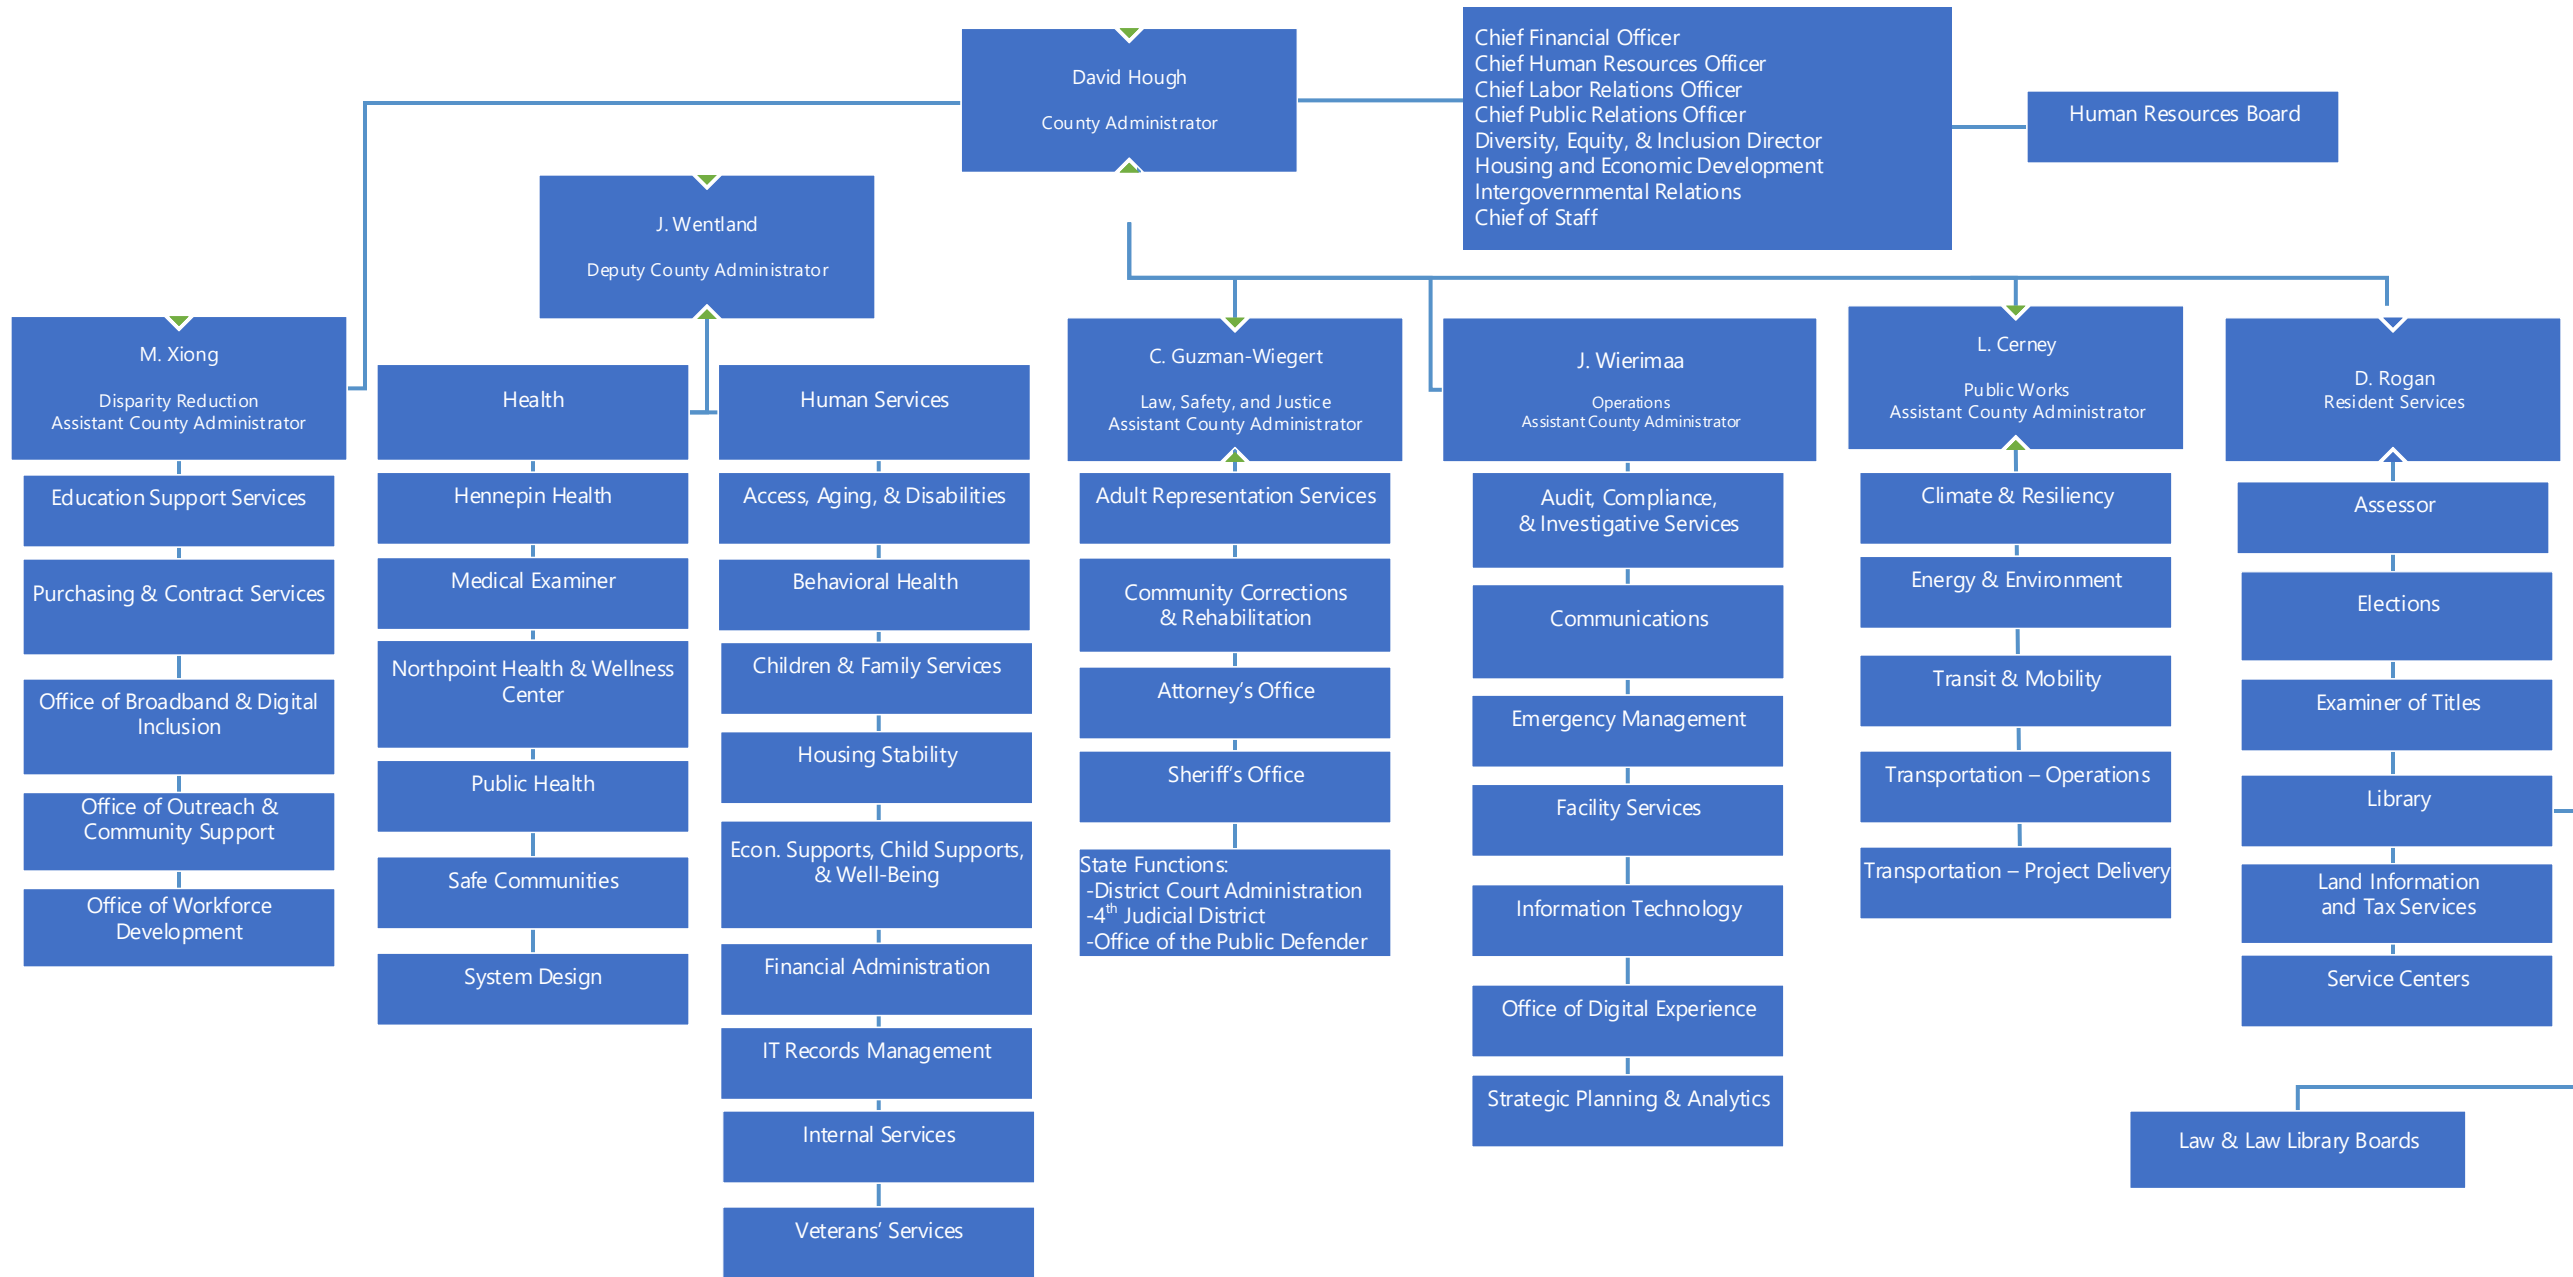 David Hough
County Administrator
Chief Financial Officer
Chief Human Resources Officer
Chief Labor Relations Officer
Chief Public Relations Officer
Diversity, Equity, & Inclusion Director
Housing and Economic Development
Intergovernmental Relations
Chief of Staff
Human Resources Board
J. Wentland
Deputy County Administrator
M. Xiong
Disparity Reduction
Assistant County Administrator
Education Support Services
Purchasing & Contract Services
Office of Broadband & Digital
Inclusion
Office of Outreach &
Community Support
Office of Workforce
Development
Health
Hennepin Health
Medical Examiner
Northpoint Health & Wellness
Center
Public Health
Safe Communities
System Design
Human Services
Access, Aging, & Disabilities
Behavioral Health
Children & Family Services
Housing Stability
Econ. Supports, Child Supports,
& Well-Being
Financial Administration
IT Records Management
Internal Services
Veterans’ Services
C. Guzman-Wiegert
Law, Safety, and Justice
Assistant County Administrator
Adult Representation Services
Community Corrections
& Rehabilitation
Attorney’s Office
Sheriff’s Office
State Functions:
-District Court Administration
-4th Judicial District
-Office of the Public Defender
J. Wierimaa
Operations
Assistant County Administrator
Audit, Compliance,
& Investigative Services
Communications
Emergency Management
Facility Services
Information Technology
Office of Digital Experience
Strategic Planning & Analytics
L. Cerney
Public Works
Assistant County Administrator
Climate & Resiliency
Energy & Environment
Transit & Mobility
Transportation – Operations
Transportation – Project Delivery
D. Rogan
Resident Services
Assessor
Elections
Examiner of Titles
Library
Land Information
and Tax Services
Service Centers
Law & Law Library Boards